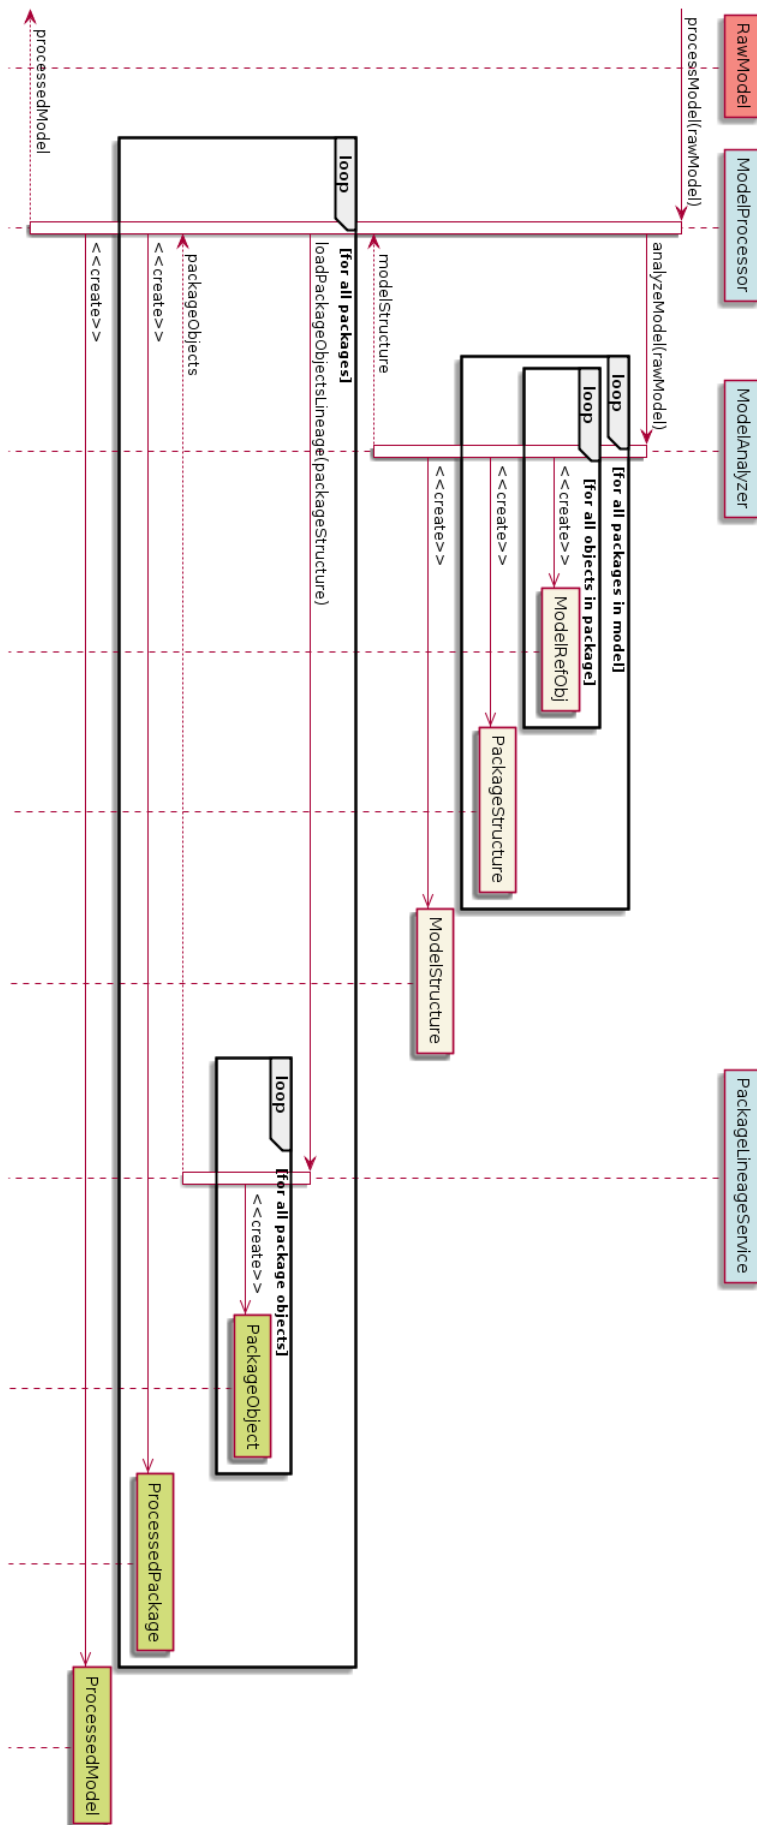 RawModel
ModelProcessor
ModelAnalyzer
PackageLineageService
processModel(rawModel)
analyzeModel(rawModel)
loop
[for all packages in model]
loop
[for all objects in package]
<<create>>
ModelRefObj
<<create>>
PackageStructure
<<create>>
ModelStructure
modelStructure
loop
[for all packages]
loadPackageObjectsLineage(packageStructure)
loop
[for all package objects]
<<create>>
PackageObject
packageObjects
<<create>>
ProcessedPackage
<<create>>
ProcessedModel
processedModel